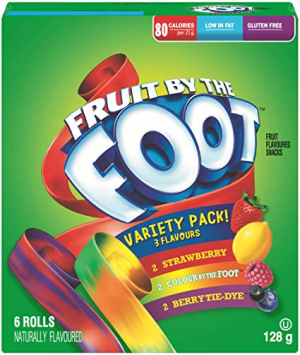 80 CALORIES
per 21 g
LOW IN FAT
GLUTEN FREE
FRUIT BY THE
FOOT™
FRUIT
FLAVOURED
SNACKS
VARIETY PACK!
3 FLAVOURS
2 STRAWBERRY
2 COLOUR BY THE FOOT
2 BERRY TIE-DYE
6 ROLLS
NATURALLY FLAVOURED
128 g